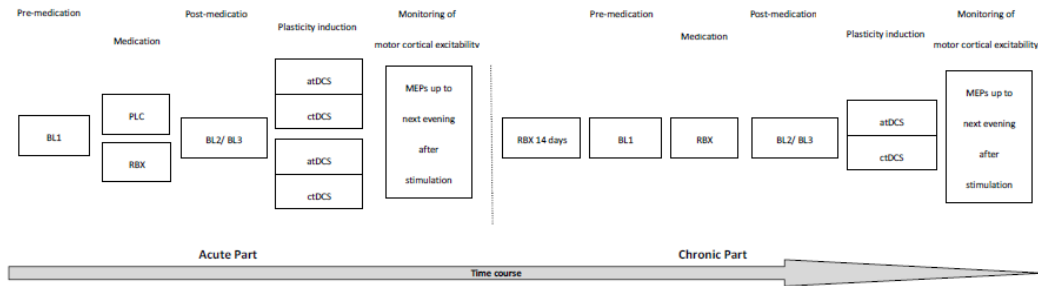 Pre-medication
Medication
Post-medicatio
Plasticity induction
Monitoring of
motor cortical excitability
BL1
PLC
RBX
BL2/ BL3
atDCS
ctDCS
atDCS
ctDCS
MEPs up to
next evening
after
stimulation
Pre-medication
Medication
Post-medication
Plasticity induction
Monitoring of
motor cortical excitability
RBX 14 days
BL1
RBX
BL2/ BL3
atDCS
ctDCS
MEPs up to
next evening
after
stimulation
Acute Part
Chronic Part
Time course